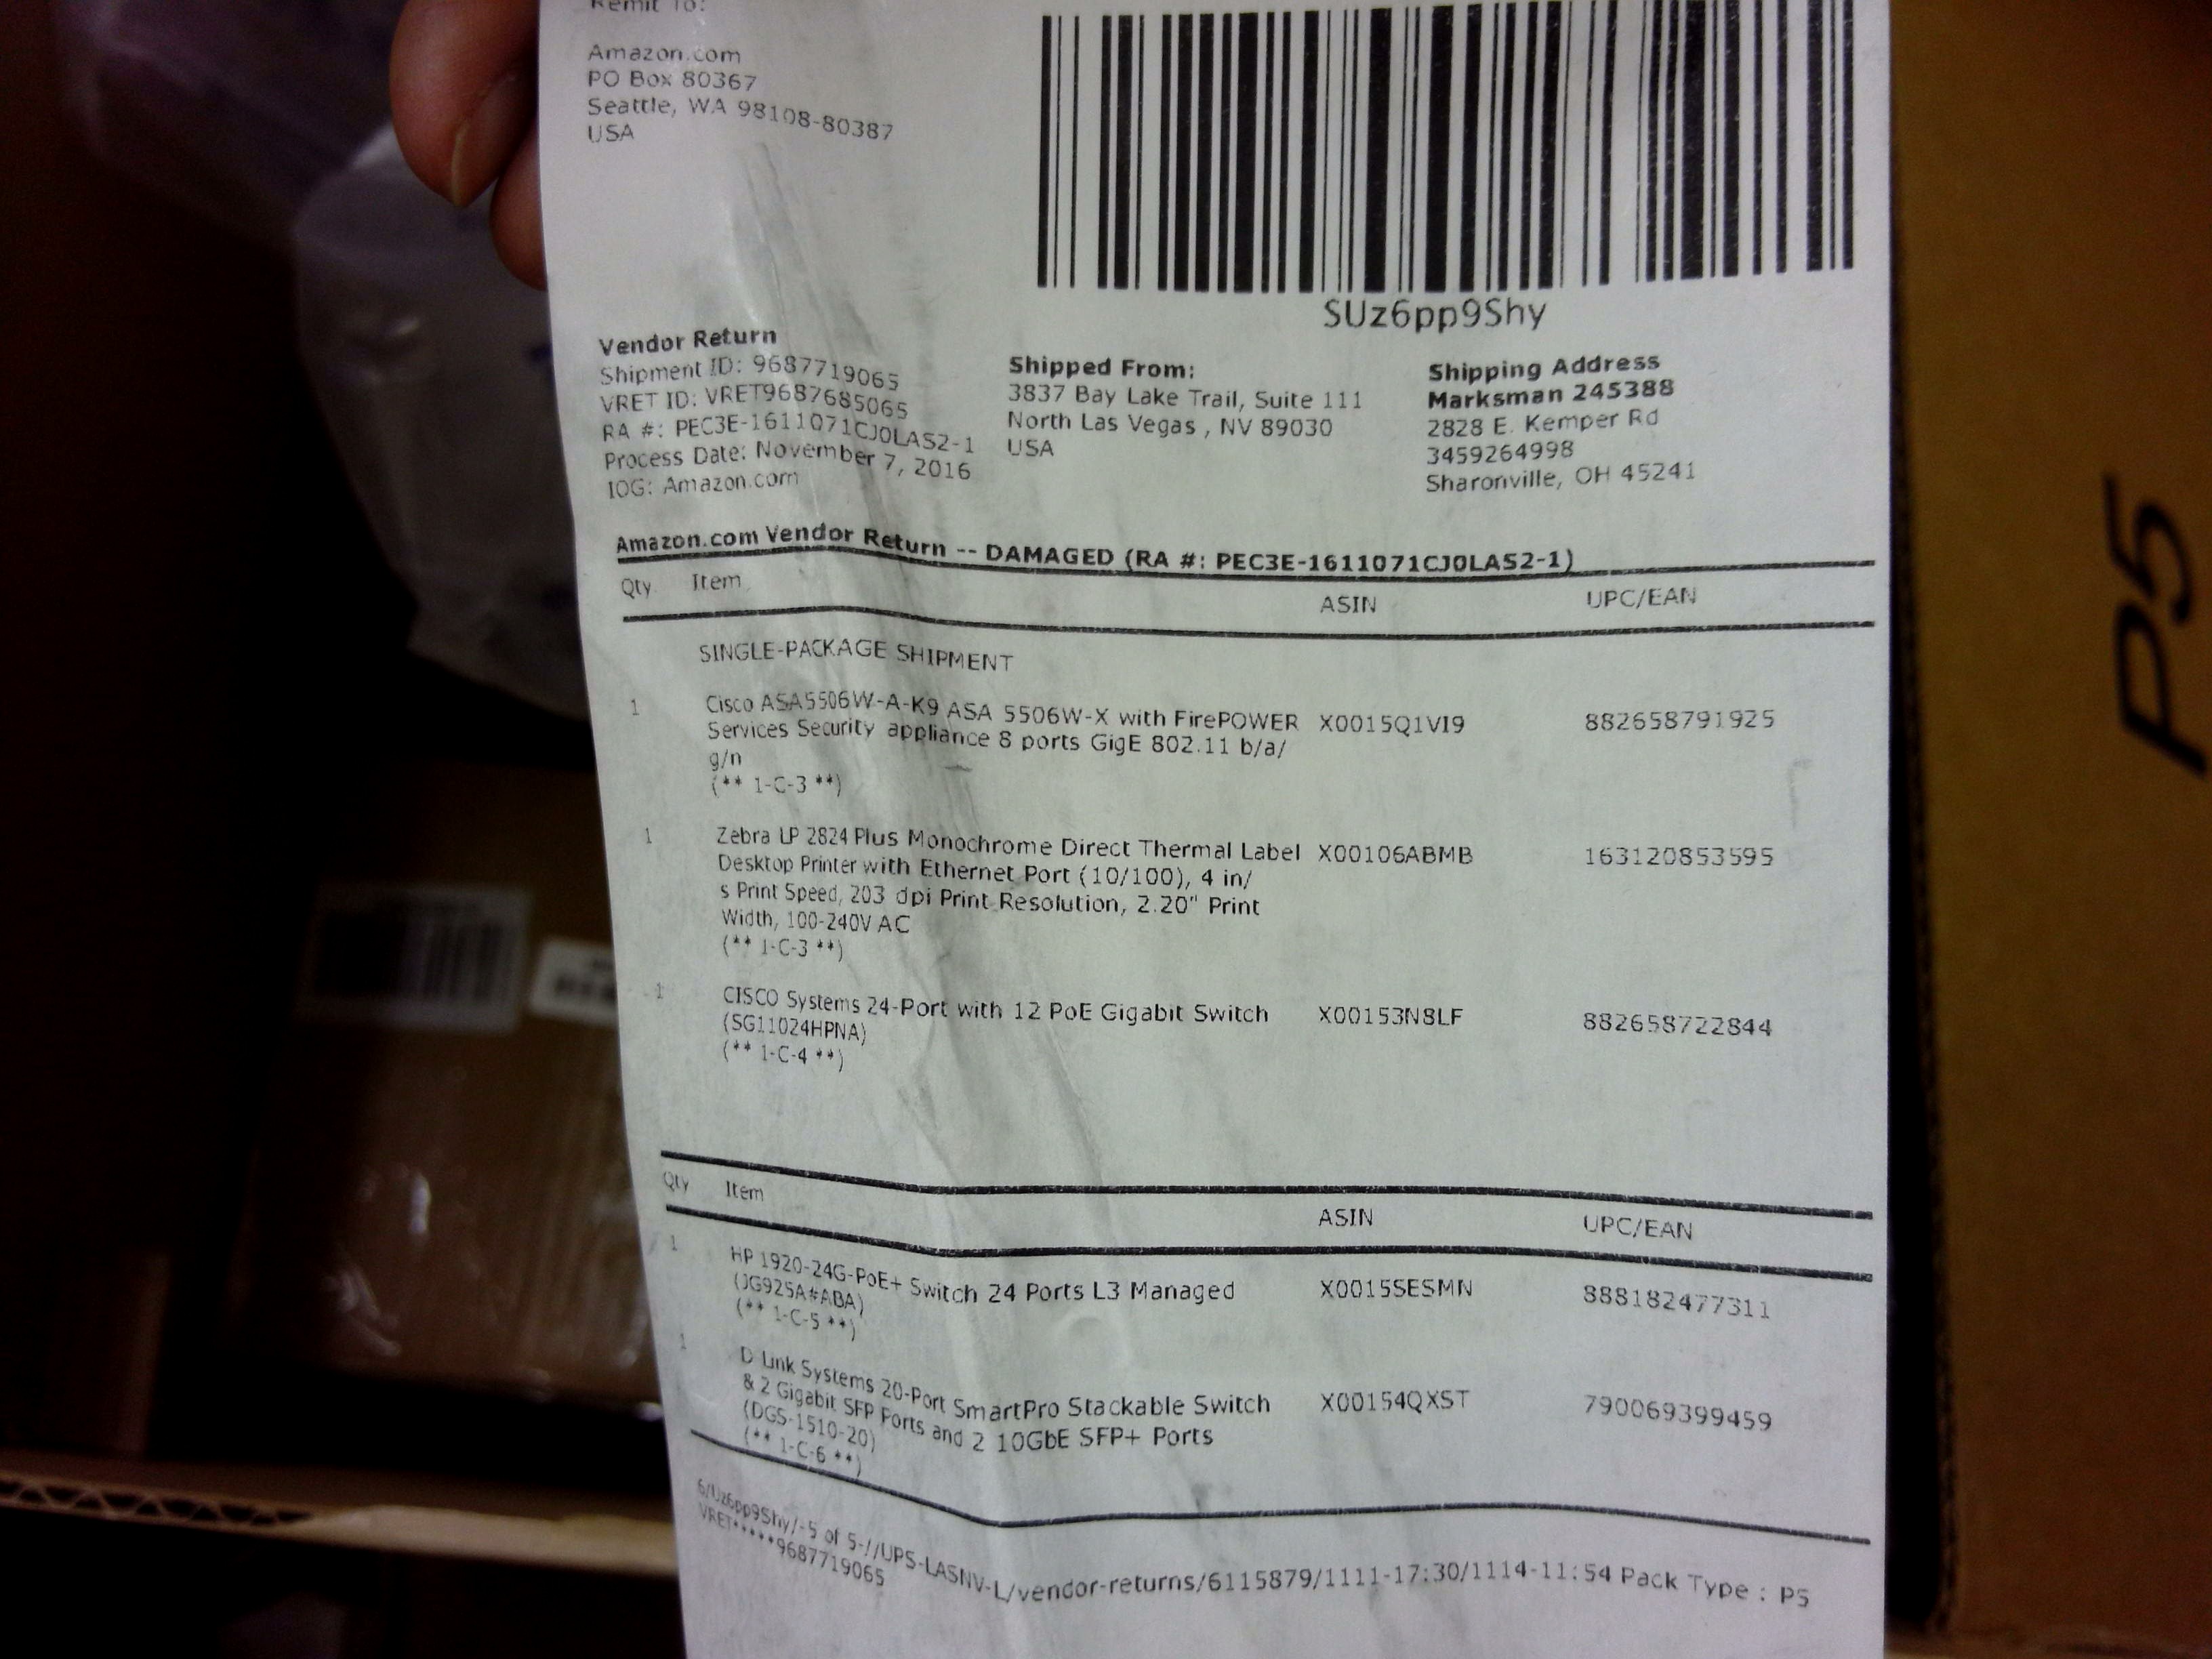 Remit To:
Amazon.com
PO Box 80367
Seattle, WA 98108-80387
USA
SUz6pp9Shy
Vendor Return
Shipment ID: 9687719065
VRET ID: VRET9687685065
RA #: PEC3E-1611071CJ0LAS2-1
Process Date: November 7, 2016
IOG: Amazon.com
Shipped From:
3837 Bay Lake Trail, Suite 111
North Las Vegas , NV 89030
USA
Shipping Address
Marksman 245388
2828 E. Kemper Rd
3459264998
Sharonville, OH 45241
Amazon.com Vendor Return -- DAMAGED (RA #: PEC3E-1611071CJ0LAS2-1)
Qty Item ASIN UPC/EAN
SINGLE-PACKAGE SHIPMENT
1 Cisco ASA5506W-A-K9 ASA 5506W-X with FirePOWER X0015Q1VI9 882658791925
Services Security appliance 8 ports GigE 802.11 b/a/
g/n
(** 1-C-3 **)
1 Zebra LP 2824 Plus Monochrome Direct Thermal Label X00106ABMB 163120853595
Desktop Printer with Ethernet Port (10/100), 4 in/
s Print Speed, 203 dpi Print Resolution, 2.20" Print
Width, 100-240V AC
(** 1-C-3 **)
1 CISCO Systems 24-Port with 12 PoE Gigabit Switch X00153N8LF 882658722844
(SG11024HPNA)
(** 1-C-4 **)
Qty Item ASIN UPC/EAN
1 HP 1920-24G-PoE+ Switch 24 Ports L3 Managed X0015SESMN 888182477311
(JG925A#ABA)
(** 1-C-5 **)
1 D Link Systems 20-Port SmartPro Stackable Switch X00154QXST 790069399459
& 2 Gigabit SFP Ports and 2 10GbE SFP+ Ports
(DGS-1510-20)
(** 1-C-6 **)
6/Uz6pp9Shy/-5 of 5-//UPS-LASNV-L/vendor-returns/6115879/1111-17:30/1114-11:54 Pack Type : P5
VRET*****9687719065
P5